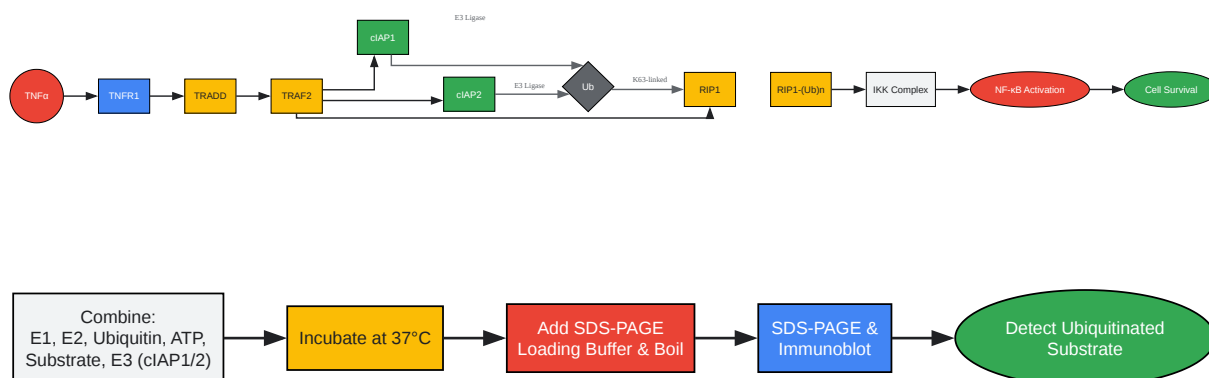 E3 Ligase
cIAP1
TNFα
TNFR1
TRADD
TRAF2
cIAP2
E3 Ligase
Ub
K63-linked
RIP1
RIP1-(Ub)n
IKK Complex
NF-κB Activation
Cell Survival
Combine:
E1, E2, Ubiquitin, ATP,
Substrate, E3 (cIAP1/2)
Incubate at 37°C
Add SDS-PAGE
Loading Buffer & Boil
SDS-PAGE &
Immunoblot
Detect Ubiquitinated
Substrate